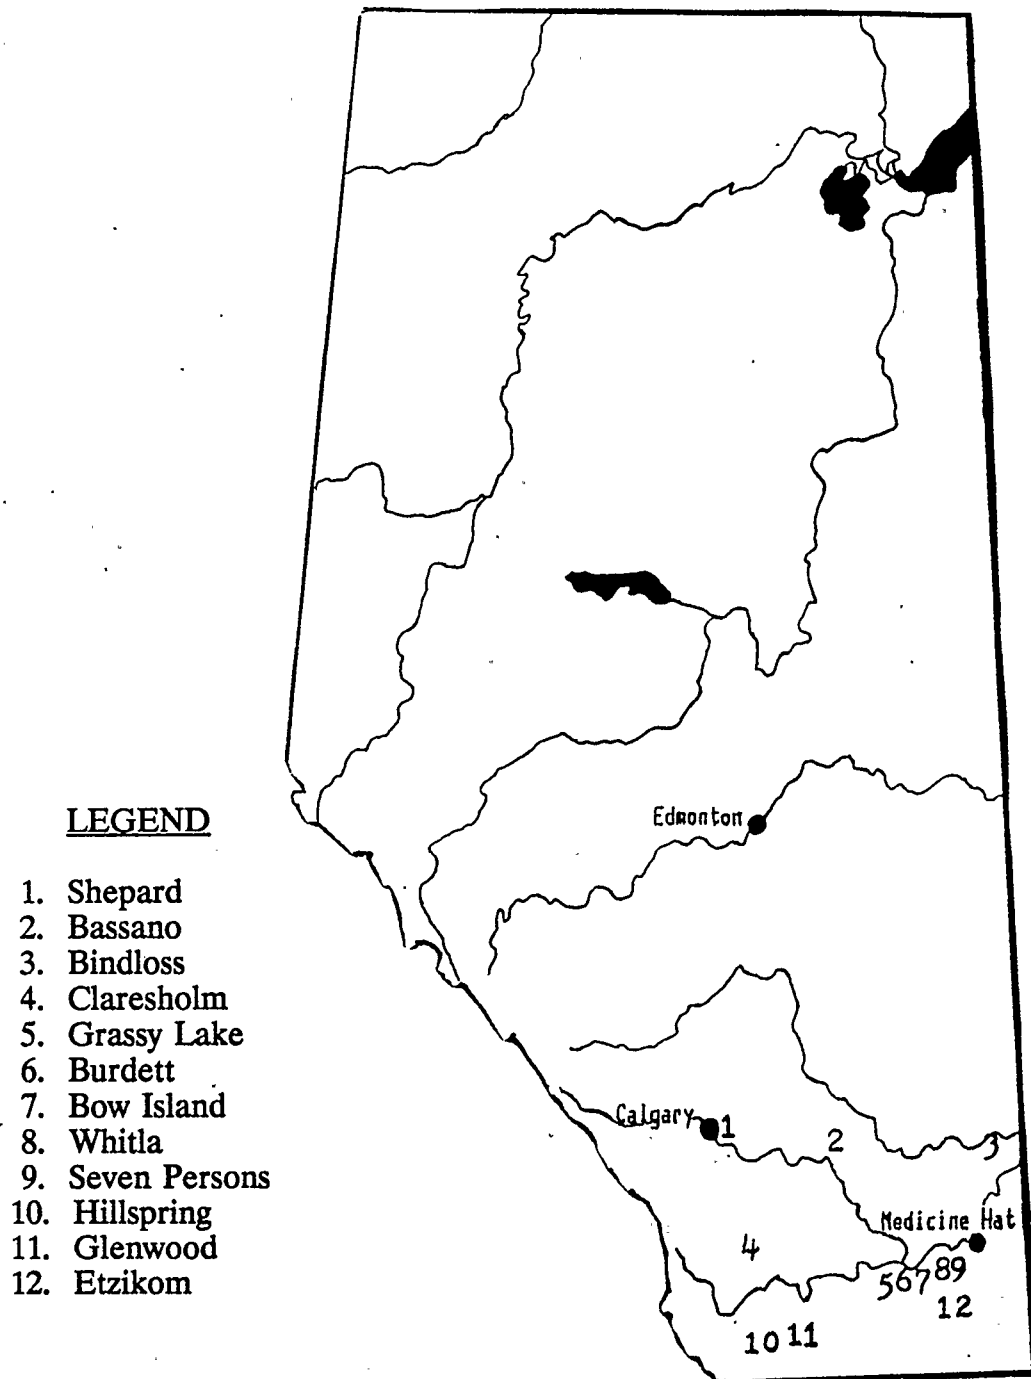 Edmonton
LEGEND
1. Shepard
2. Bassano
3. Bindloss
4. Claresholm
5. Grassy Lake
6. Burdett
7. Bow Island
8. Whitla
9. Seven Persons
10. Hillspring
11. Glenwood
12. Etzikom
Calgary 1
2
3
Medicine Hat
4
56789
12
10 11